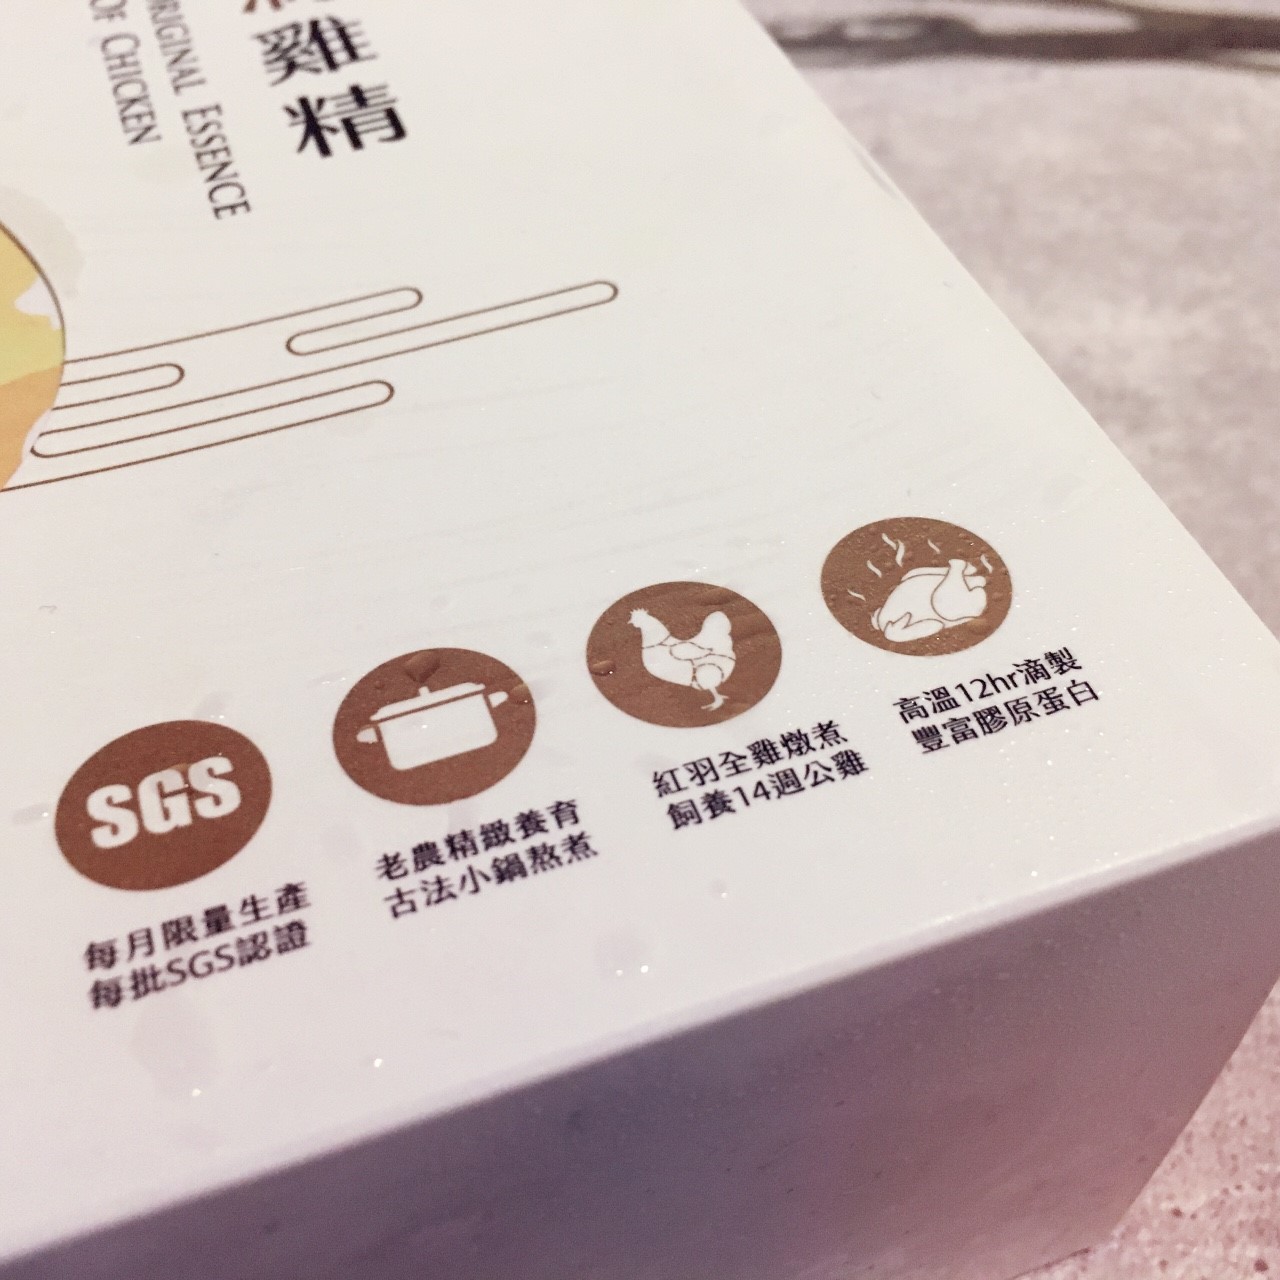 雞精
ORIGINAL ESSENCE
OF CHICKEN
SGS
每月限量生產
每批SGS認證
老農精緻養育
古法小鍋熬煮
紅羽全雞燉煮
飼養14週公雞
高溫12hr滴製
豐富膠原蛋白